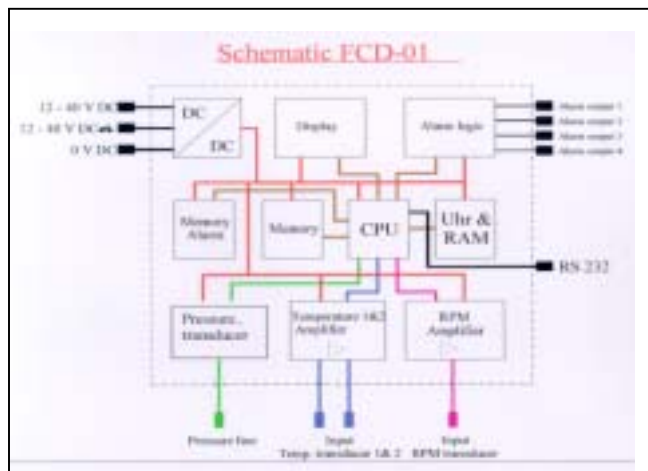 Schematic FCD-01
12 - 40 V DC
12 - 40 V DC
0 V DC
DC
DC
Display
Alarm logic
Alarm output 1
Alarm output 2
Alarm output 3
Alarm output 4
Memory
Alarm
Memory
CPU
Uhr &
RAM
RS 232
Pressure
transducer
Temperature 1&2
Amplifier
RPM
Amplifier
Pressure line
Input
Temp. transducer 1& 2
Input
RPM transducer